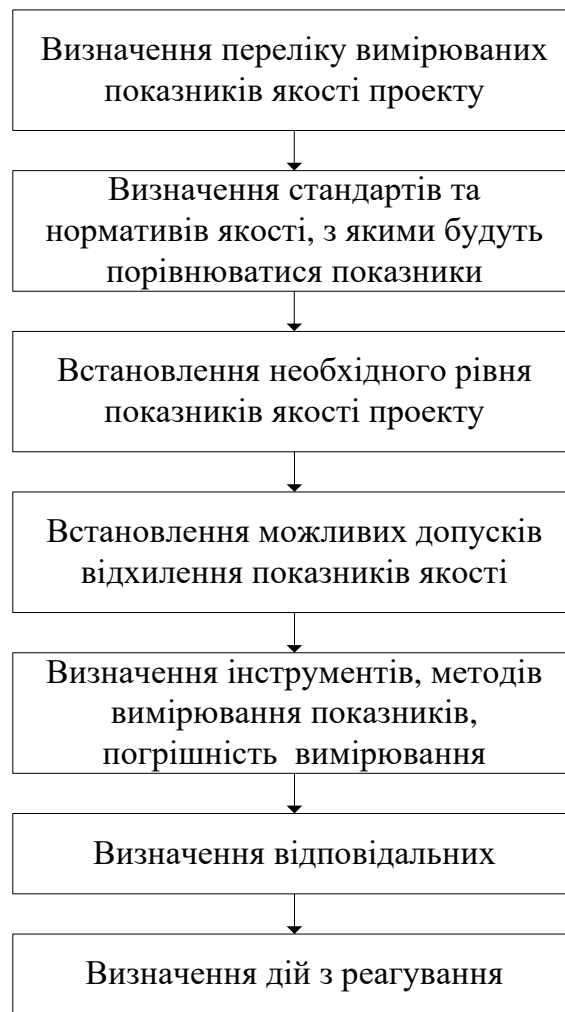 Визначення переліку вимірюваних
показників якості проекту
Визначення стандартів та
нормативів якості, з якими будуть
порівнюватися показники
Встановлення необхідного рівня
показників якості проекту
Встановлення можливих допусків
відхилення показників якості
Визначення інструментів, методів
вимірювання показників,
погрішність вимірювання
Визначення відповідальних
Визначення дій з реагування